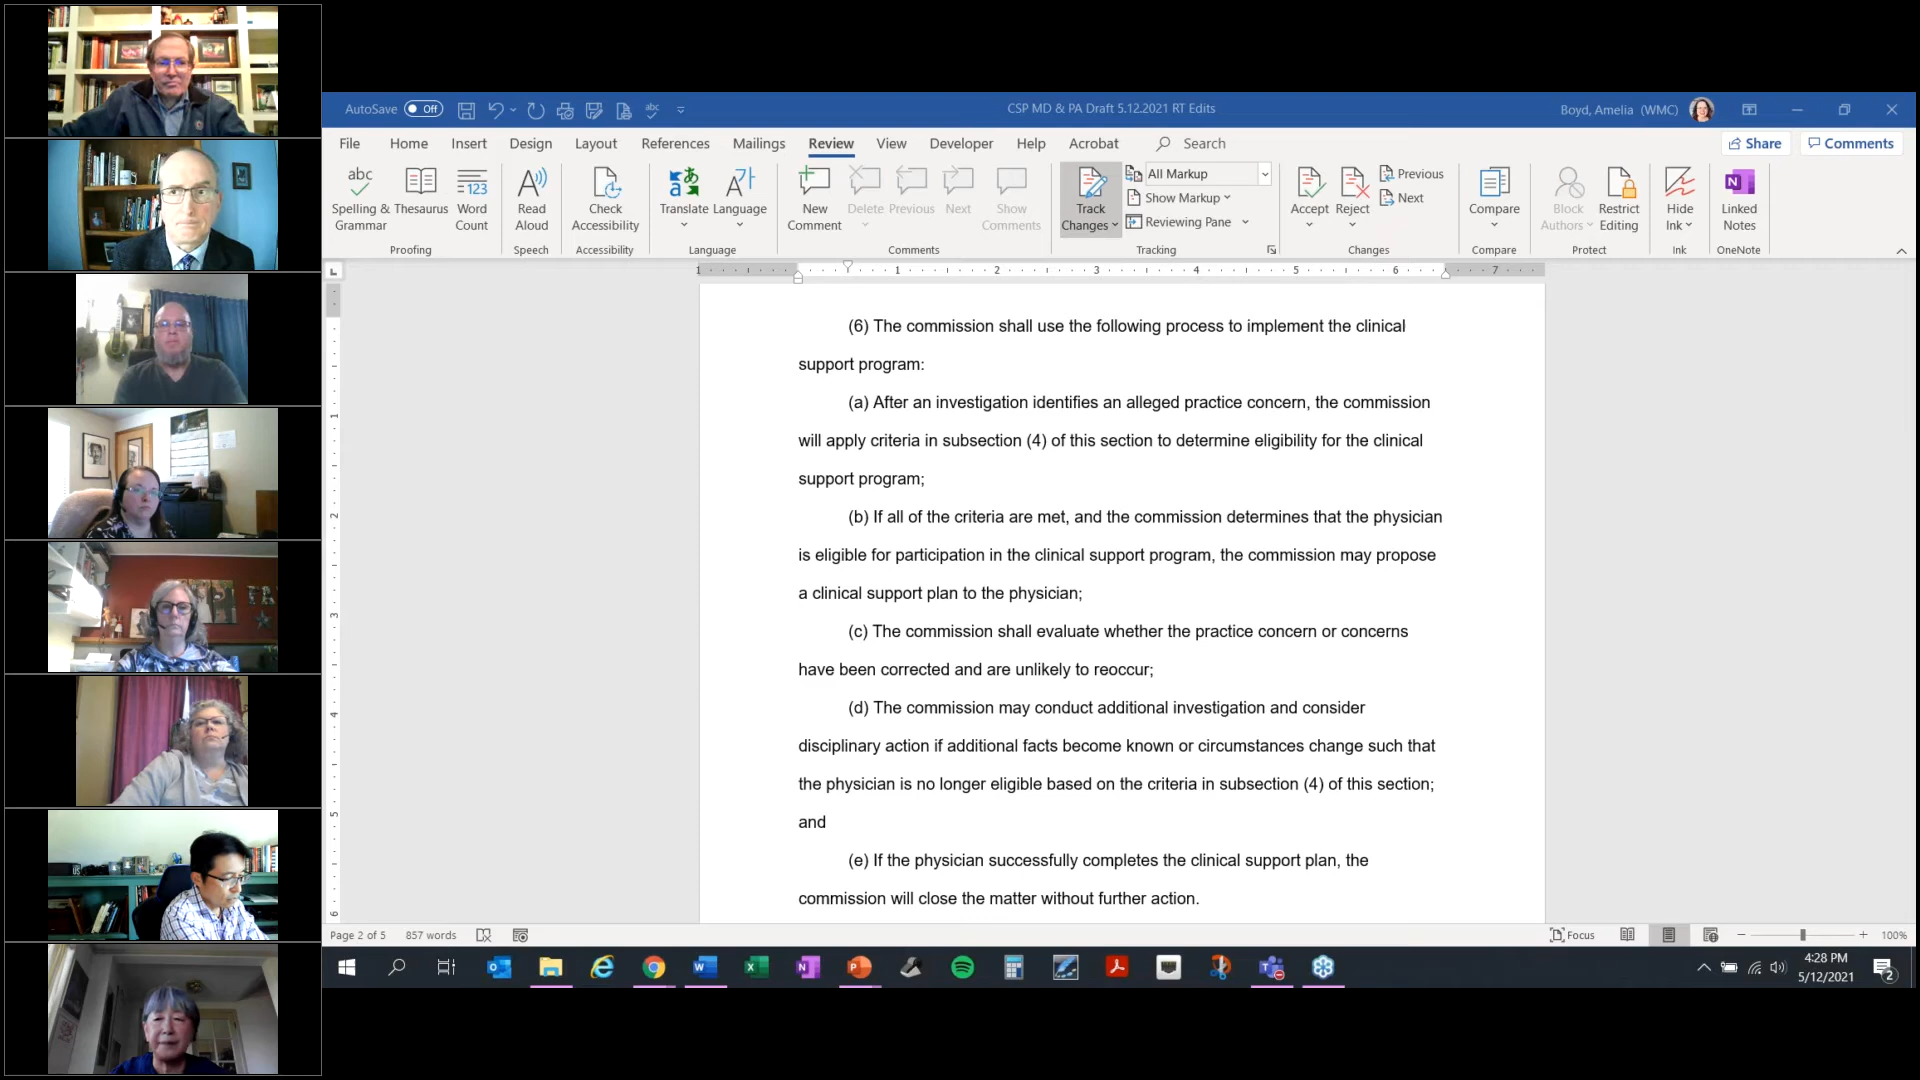 AutoSave Off
CSP MD & PA Draft 5.12.2021 RT Edits
Boyd, Amelia (WMC)
File Home Insert Design Layout References Mailings Review View Developer Help Acrobat Search
Share Comments
abc
Spelling & Grammar
Thesaurus
123
Word Count
Read Aloud
Check Accessibility
Translate
Language
New Comment
Delete
Previous
Next
Show Comments
Track Changes
All Markup
Show Markup
Reviewing Pane
Accept
Reject
Previous
Next
Compare
Block Authors
Restrict Editing
Hide Ink
Linked Notes
Proofing Speech Accessibility Language Comments Tracking Changes Compare Protect Ink OneNote
1 1 2 3 4 5 6 7
(6) The commission shall use the following process to implement the clinical
support program:
(a) After an investigation identifies an alleged practice concern, the commission
will apply criteria in subsection (4) of this section to determine eligibility for the clinical
support program;
(b) If all of the criteria are met, and the commission determines that the physician
is eligible for participation in the clinical support program, the commission may propose
a clinical support plan to the physician;
(c) The commission shall evaluate whether the practice concern or concerns
have been corrected and are unlikely to reoccur;
(d) The commission may conduct additional investigation and consider
disciplinary action if additional facts become known or circumstances change such that
the physician is no longer eligible based on the criteria in subsection (4) of this section;
and
(e) If the physician successfully completes the clinical support plan, the
commission will close the matter without further action.
Page 2 of 5 857 words
Focus
100%
4:28 PM
5/12/2021
2